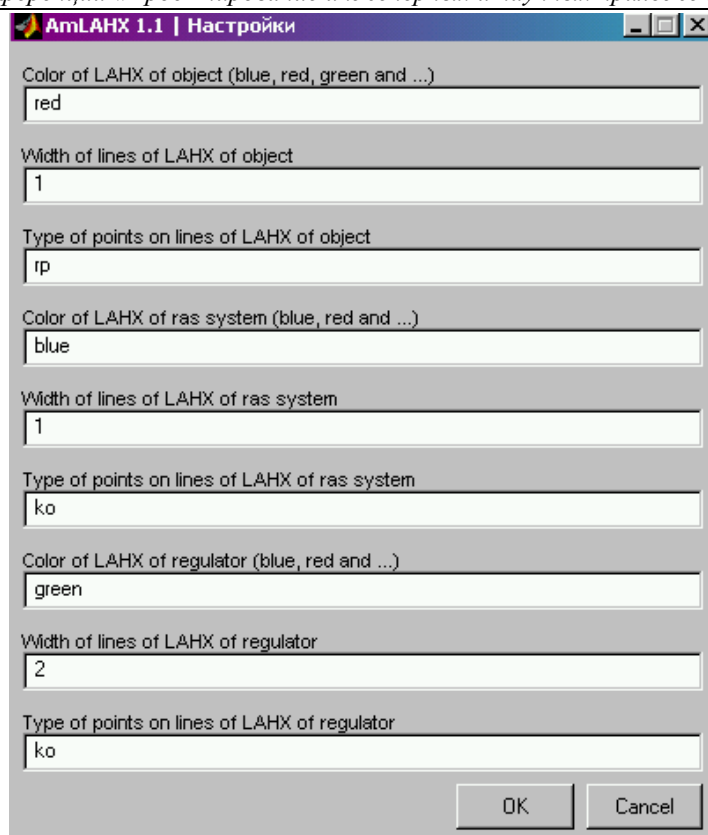 AmLAHX 1.1 | Настройки
Color of LAHX of object (blue, red, green and ...)
red
Width of lines of LAHX of object
1
Type of points on lines of LAHX of object
rp
Color of LAHX of ras system (blue, red and ...)
blue
Width of lines of LAHX of ras system
1
Type of points on lines of LAHX of ras system
ko
Color of LAHX of regulator (blue, red and ...)
green
Width of lines of LAHX of regulator
2
Type of points on lines of LAHX of regulator
ko
OK Cancel